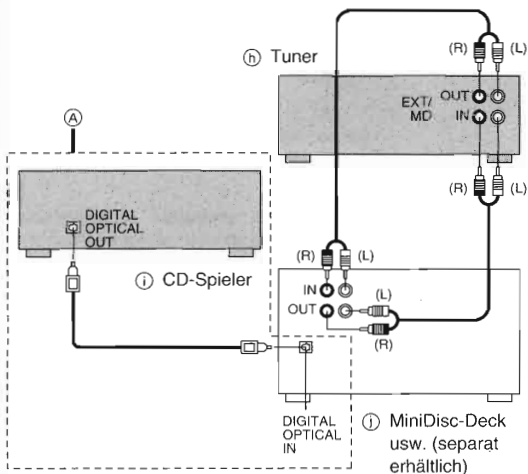 (R) (L)
ⓗ Tuner
EXT/
MD
OUT
IN
Ⓐ
(R) (L)
DIGITAL
OPTICAL
OUT
ⓘ CD-Spieler
(R) (L)
IN
OUT
(L)
(R)
DIGITAL
OPTICAL
IN
ⓙ MiniDisc-Deck
usw. (separat
erhältlich)